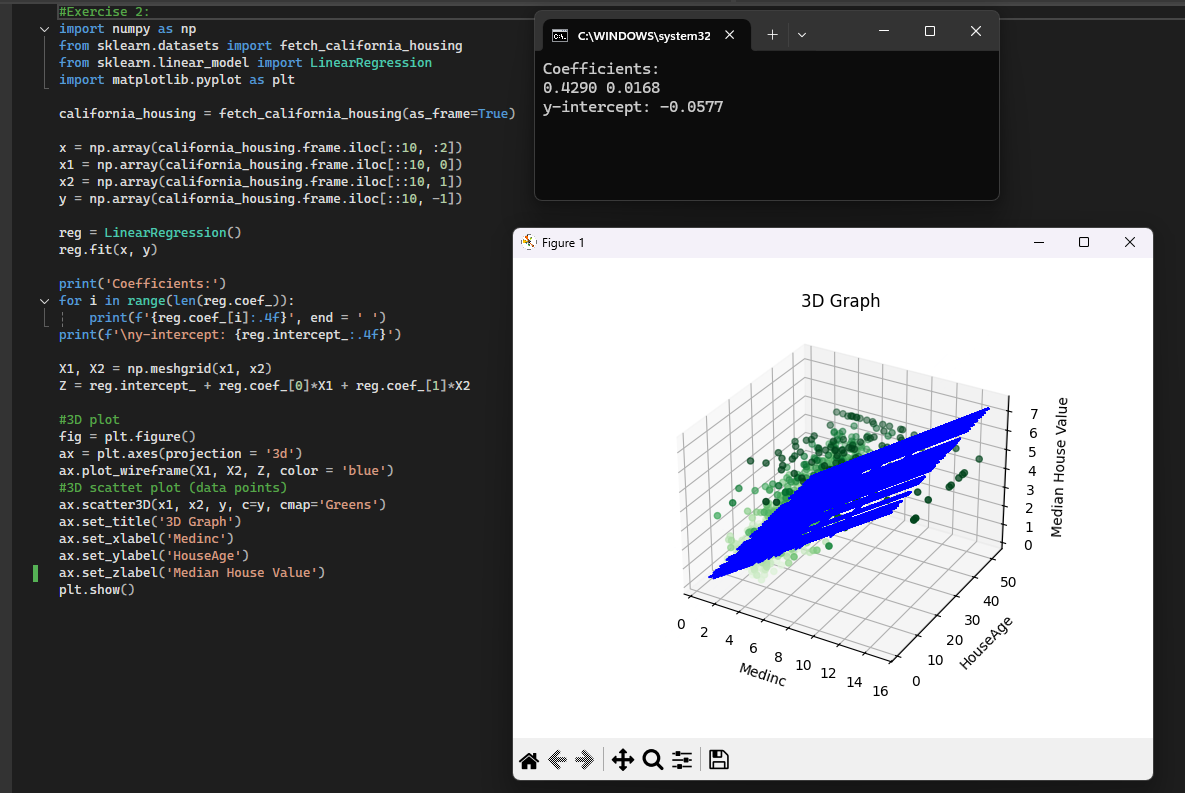 #Exercise 2:
import numpy as np
from sklearn.datasets import fetch_california_housing
from sklearn.linear_model import LinearRegression
import matplotlib.pyplot as plt
california_housing = fetch_california_housing(as_frame=True)
x = np.array(california_housing.frame.iloc[::10, :2])
x1 = np.array(california_housing.frame.iloc[::10, 0])
x2 = np.array(california_housing.frame.iloc[::10, 1])
y = np.array(california_housing.frame.iloc[::10, -1])
reg = LinearRegression()
reg.fit(x, y)
print('Coefficients:')
for i in range(len(reg.coef_)):
    print(f'{reg.coef_[i]:.4f}', end = ' ')
print(f'\ny-intercept: {reg.intercept_:.4f}')
X1, X2 = np.meshgrid(x1, x2)
Z = reg.intercept_ + reg.coef_[0]*X1 + reg.coef_[1]*X2
#3D plot
fig = plt.figure()
ax = plt.axes(projection = '3d')
ax.plot_wireframe(X1, X2, Z, color = 'blue')
#3D scattet plot (data points)
ax.scatter3D(x1, x2, y, c=y, cmap='Greens')
ax.set_title('3D Graph')
ax.set_xlabel('Medinc')
ax.set_ylabel('HouseAge')
ax.set_zlabel('Median House Value')
plt.show()
C:\WINDOWS\system32
Coefficients:
0.4290 0.0168
y-intercept: -0.0577
Figure 1
3D Graph
7
6
5
4
3
2
1
0
Median House Value
50
40
30
20
10
0
HouseAge
0
2
4
6
8
10
12
14
16
Medinc